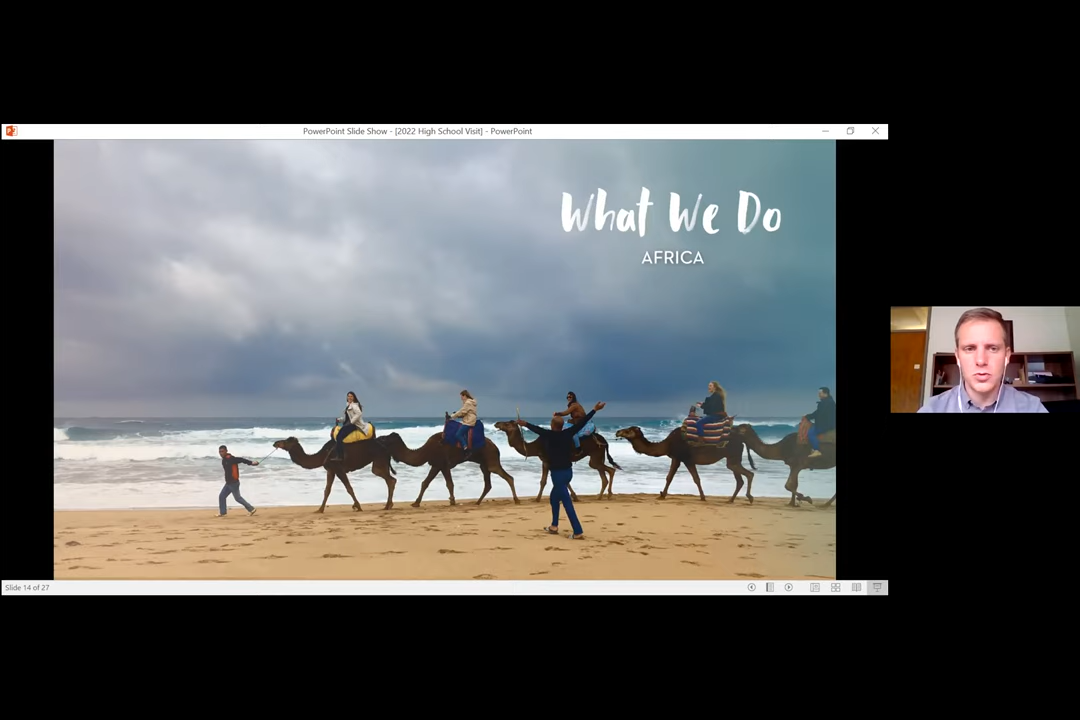 PowerPoint Slide Show - [2022 High School Visit] - PowerPoint
What We Do
AFRICA
Slide 14 of 27